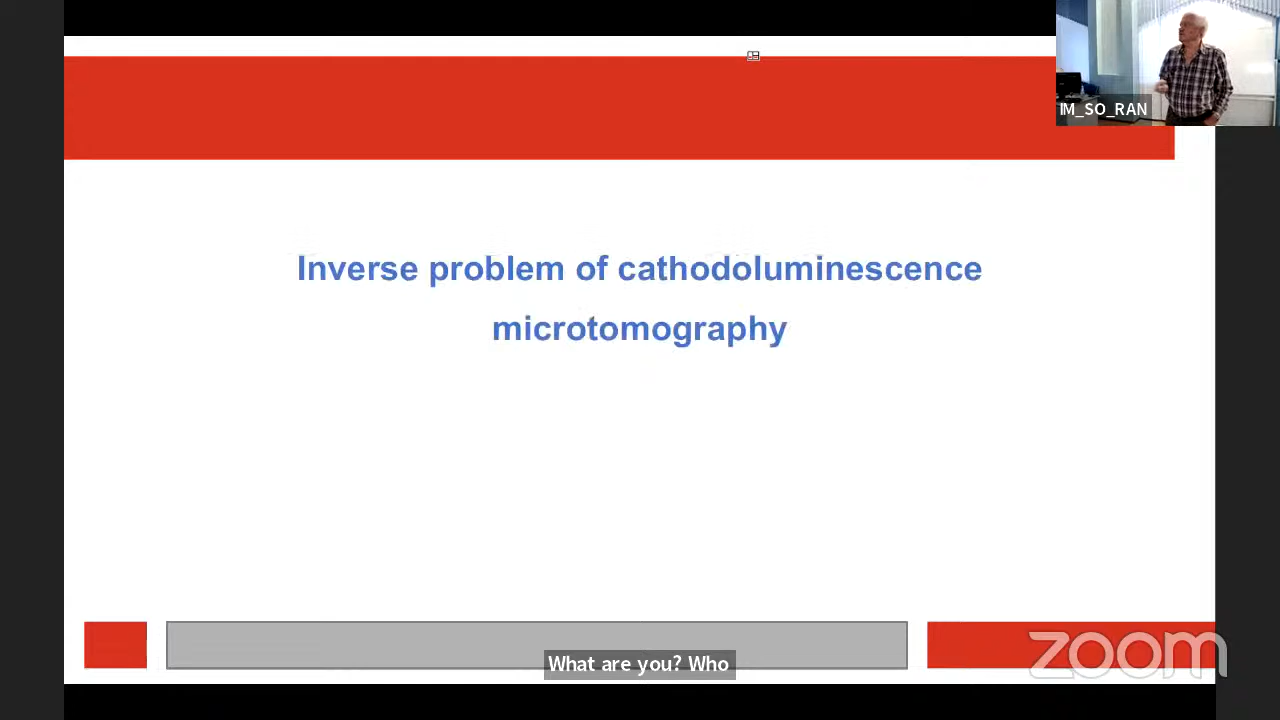 IM_SO_RAN
Inverse problem of cathodoluminescence
microtomography
What are you? Who
zoom